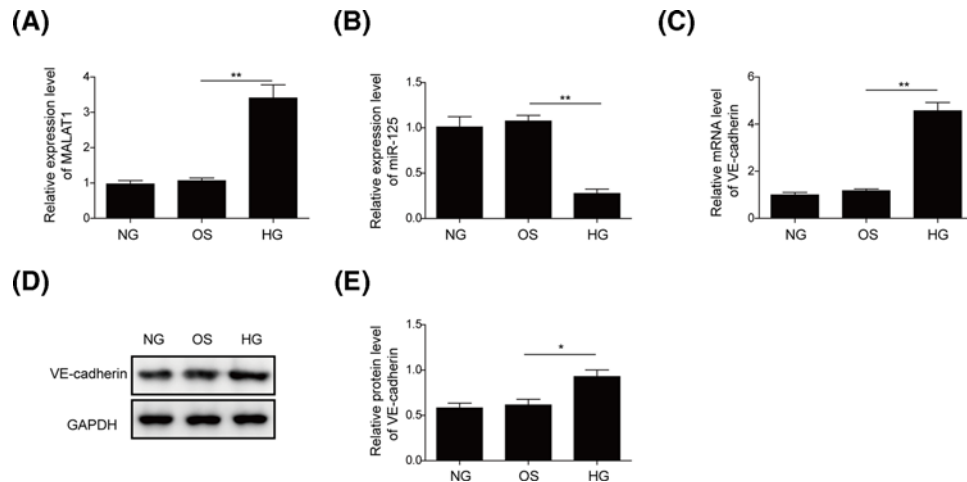 (A)
Relative expression level
of MALAT1
4
3
2
1
0
**
NG OS HG
(B)
Relative expression level
of miR-125
1.5
1.0
0.5
0.0
**
NG OS HG
(C)
Relative mRNA level
of VE-cadherin
6
4
2
0
**
NG OS HG
(D)
NG OS HG
VE-cadherin
GAPDH
(E)
Relative protein level
of VE-cadherin
1.5
1.0
0.5
0.0
*
NG OS HG